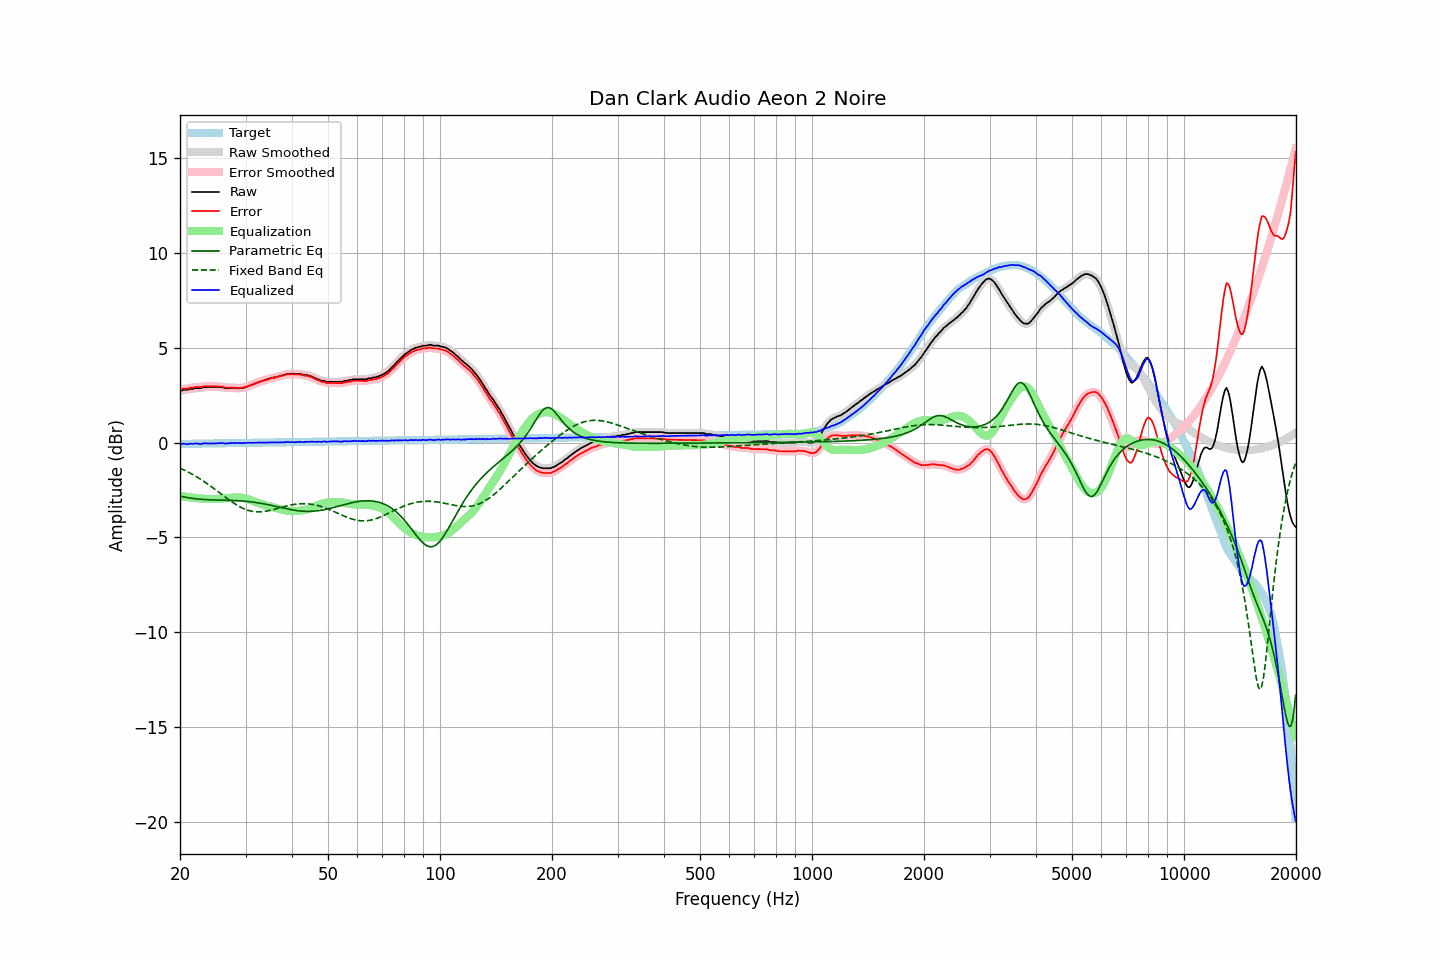 Dan Clark Audio Aeon 2 Noire
Target
Raw Smoothed
Error Smoothed
Raw
Error
Equalization
Parametric Eq
Fixed Band Eq
Equalized
15
10
5
0
−5
−10
−15
−20
Amplitude (dBr)
20
50
100
200
500
1000
2000
5000
10000
20000
Frequency (Hz)